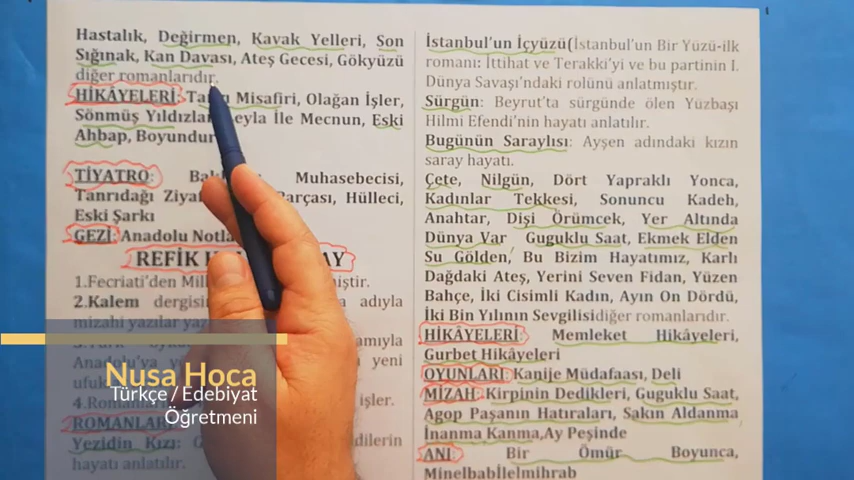 Hastalık, Değirmen, Kavak Yelleri, Son
Sığınak, Kan Davası, Ateş Gecesi, Gökyüzü
diğer romanlarıdır.
HİKÂYELERİ: Misafiri, Olağan İşler,
Sönmüş Yıldızlar Leyla İle Mecnun, Eski
Ahbap, Boyunduruk
TİYATRO: Muhasebecisi,
Tanrıdağı Parçası, Hülleci,
Eski Şarkı
GEZİ: Anadolu
REFİK
1.Fecriati'den
2.Kalem dergisinde adıyla
mizahi yazılar
Anadolu'ya yeni
4. işler.
Yezidin Kızı:
hayatı anlatılır.
İstanbul'un İçyüzü(İstanbul'un Bir Yüzü-ilk
romanı: İttihat ve Terakki'yi ve bu partinin I.
Dünya Savaşı'ndaki rolünü anlatmıştır.
Sürgün: Beyrut'ta sürgünde ölen Yüzbaşı
Hilmi Efendi'nin hayatı anlatılır.
Bugünün Saraylısı: Ayşen adındaki kızın
saray hayatı.
Çete, Nilgün, Dört Yapraklı Yonca,
Kadınlar Tekkesi, Sonuncu Kadeh,
Anahtar, Dişi Örümcek, Yer Altında
Dünya Var Guguklu Saat, Ekmek Elden
Su Gölden, Bu Bizim Hayatımız, Karlı
Dağdaki Ateş, Yerini Seven Fidan, Yüzen
Bahçe, İki Cisimli Kadın, Ayın On Dördü,
İki Bin Yılının Sevgilisidiğer romanlarıdır.
HİKÂYELERİ: Memleket Hikâyeleri,
Gurbet Hikâyeleri
OYUNLARI: Kanije Müdafaası, Deli
MİZAH: Kirpinin Dedikleri, Guguklu Saat,
Agop Paşanın Hatıraları, Sakın Aldanma
İnanma Kanma,Ay Peşinde
ANI: Bir Ömür Boyunca,
Minelbabİlelmihrab
Nusa Hoca
Türkçe / Edebiyat
Öğretmeni